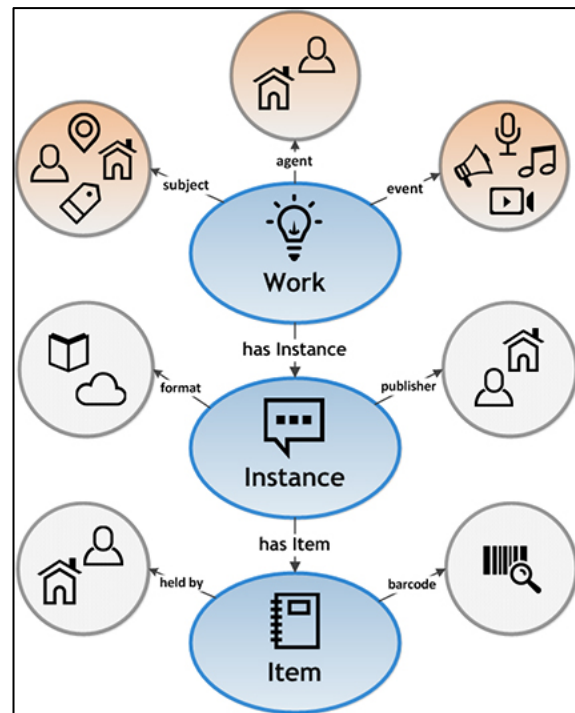 agent
subject
event
Work
has Instance
format
publisher
Instance
has Item
held by
barcode
Item